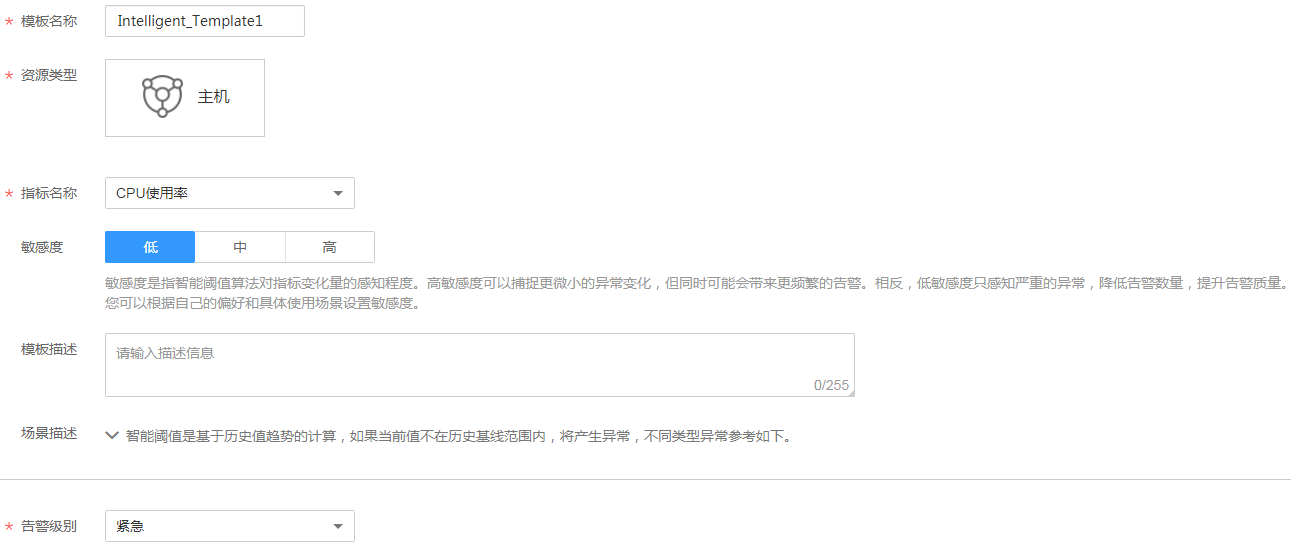 * 模板名称 Intelligent_Template1
* 资源类型 主机
* 指标名称 CPU使用率
敏感度 低 中 高
敏感度是指智能阈值算法对指标变化量的感知程度。高敏感度可以捕捉更微小的异常变化，但同时可能会带来更频繁的告警。相反，低敏感度只感知严重的异常，降低告警数量，提升告警质量。
您可以根据自己的偏好和具体使用场景设置敏感度。
模板描述 请输入描述信息
0/255
场景描述 智能阈值是基于历史值趋势的计算，如果当前值不在历史基线范围内，将产生异常，不同类型异常参考如下。
* 告警级别 紧急